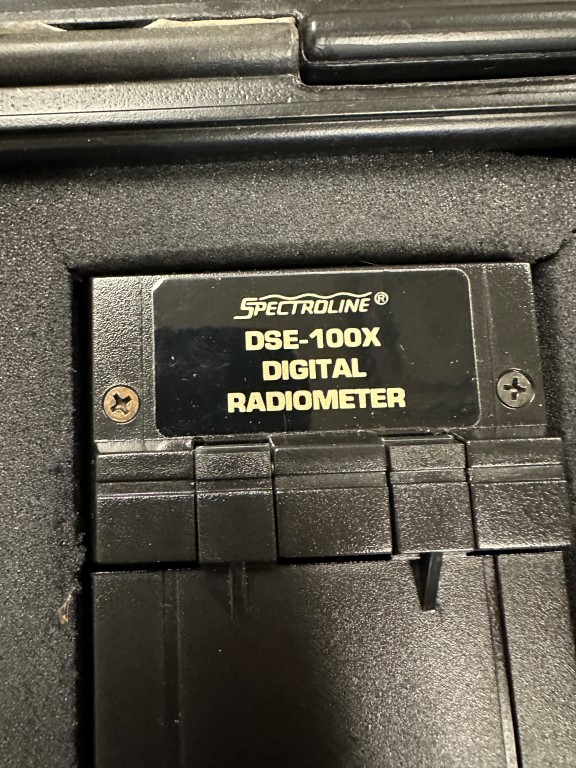 SPECTROLINE®
DSE-100X
DIGITAL
RADIOMETER